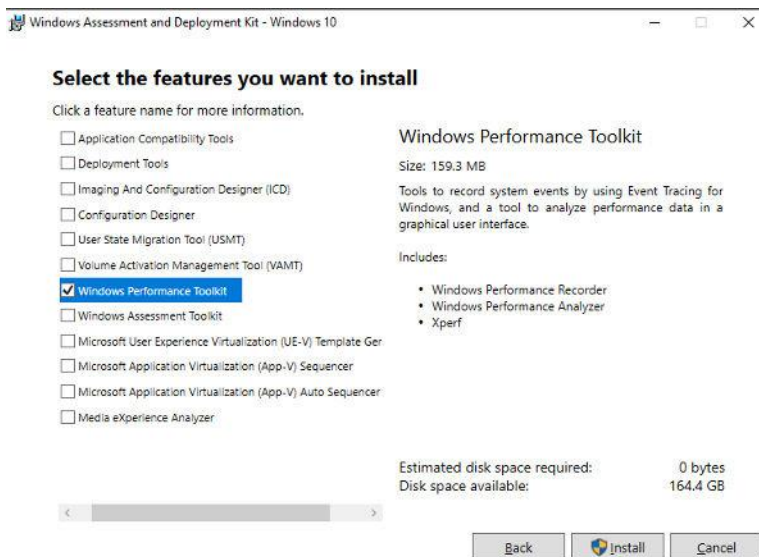 Windows Assessment and Deployment Kit - Windows 10
Select the features you want to install
Click a feature name for more information.
Application Compatibility Tools
Deployment Tools
Imaging And Configuration Designer (ICD)
Configuration Designer
User State Migration Tool (USMT)
Volume Activation Management Tool (VAMT)
Windows Performance Toolkit
Windows Assessment Toolkit
Microsoft User Experience Virtualization (UE-V) Template Ger
Microsoft Application Virtualization (App-V) Sequencer
Microsoft Application Virtualization (App-V) Auto Sequencer
Media eXperience Analyzer
Windows Performance Toolkit
Size: 159.3 MB
Tools to record system events by using Event Tracing for
Windows, and a tool to analyze performance data in a
graphical user interface.
Includes:
• Windows Performance Recorder
• Windows Performance Analyzer
• Xperf
Estimated disk space required: 0 bytes
Disk space available: 164.4 GB
Back Install Cancel